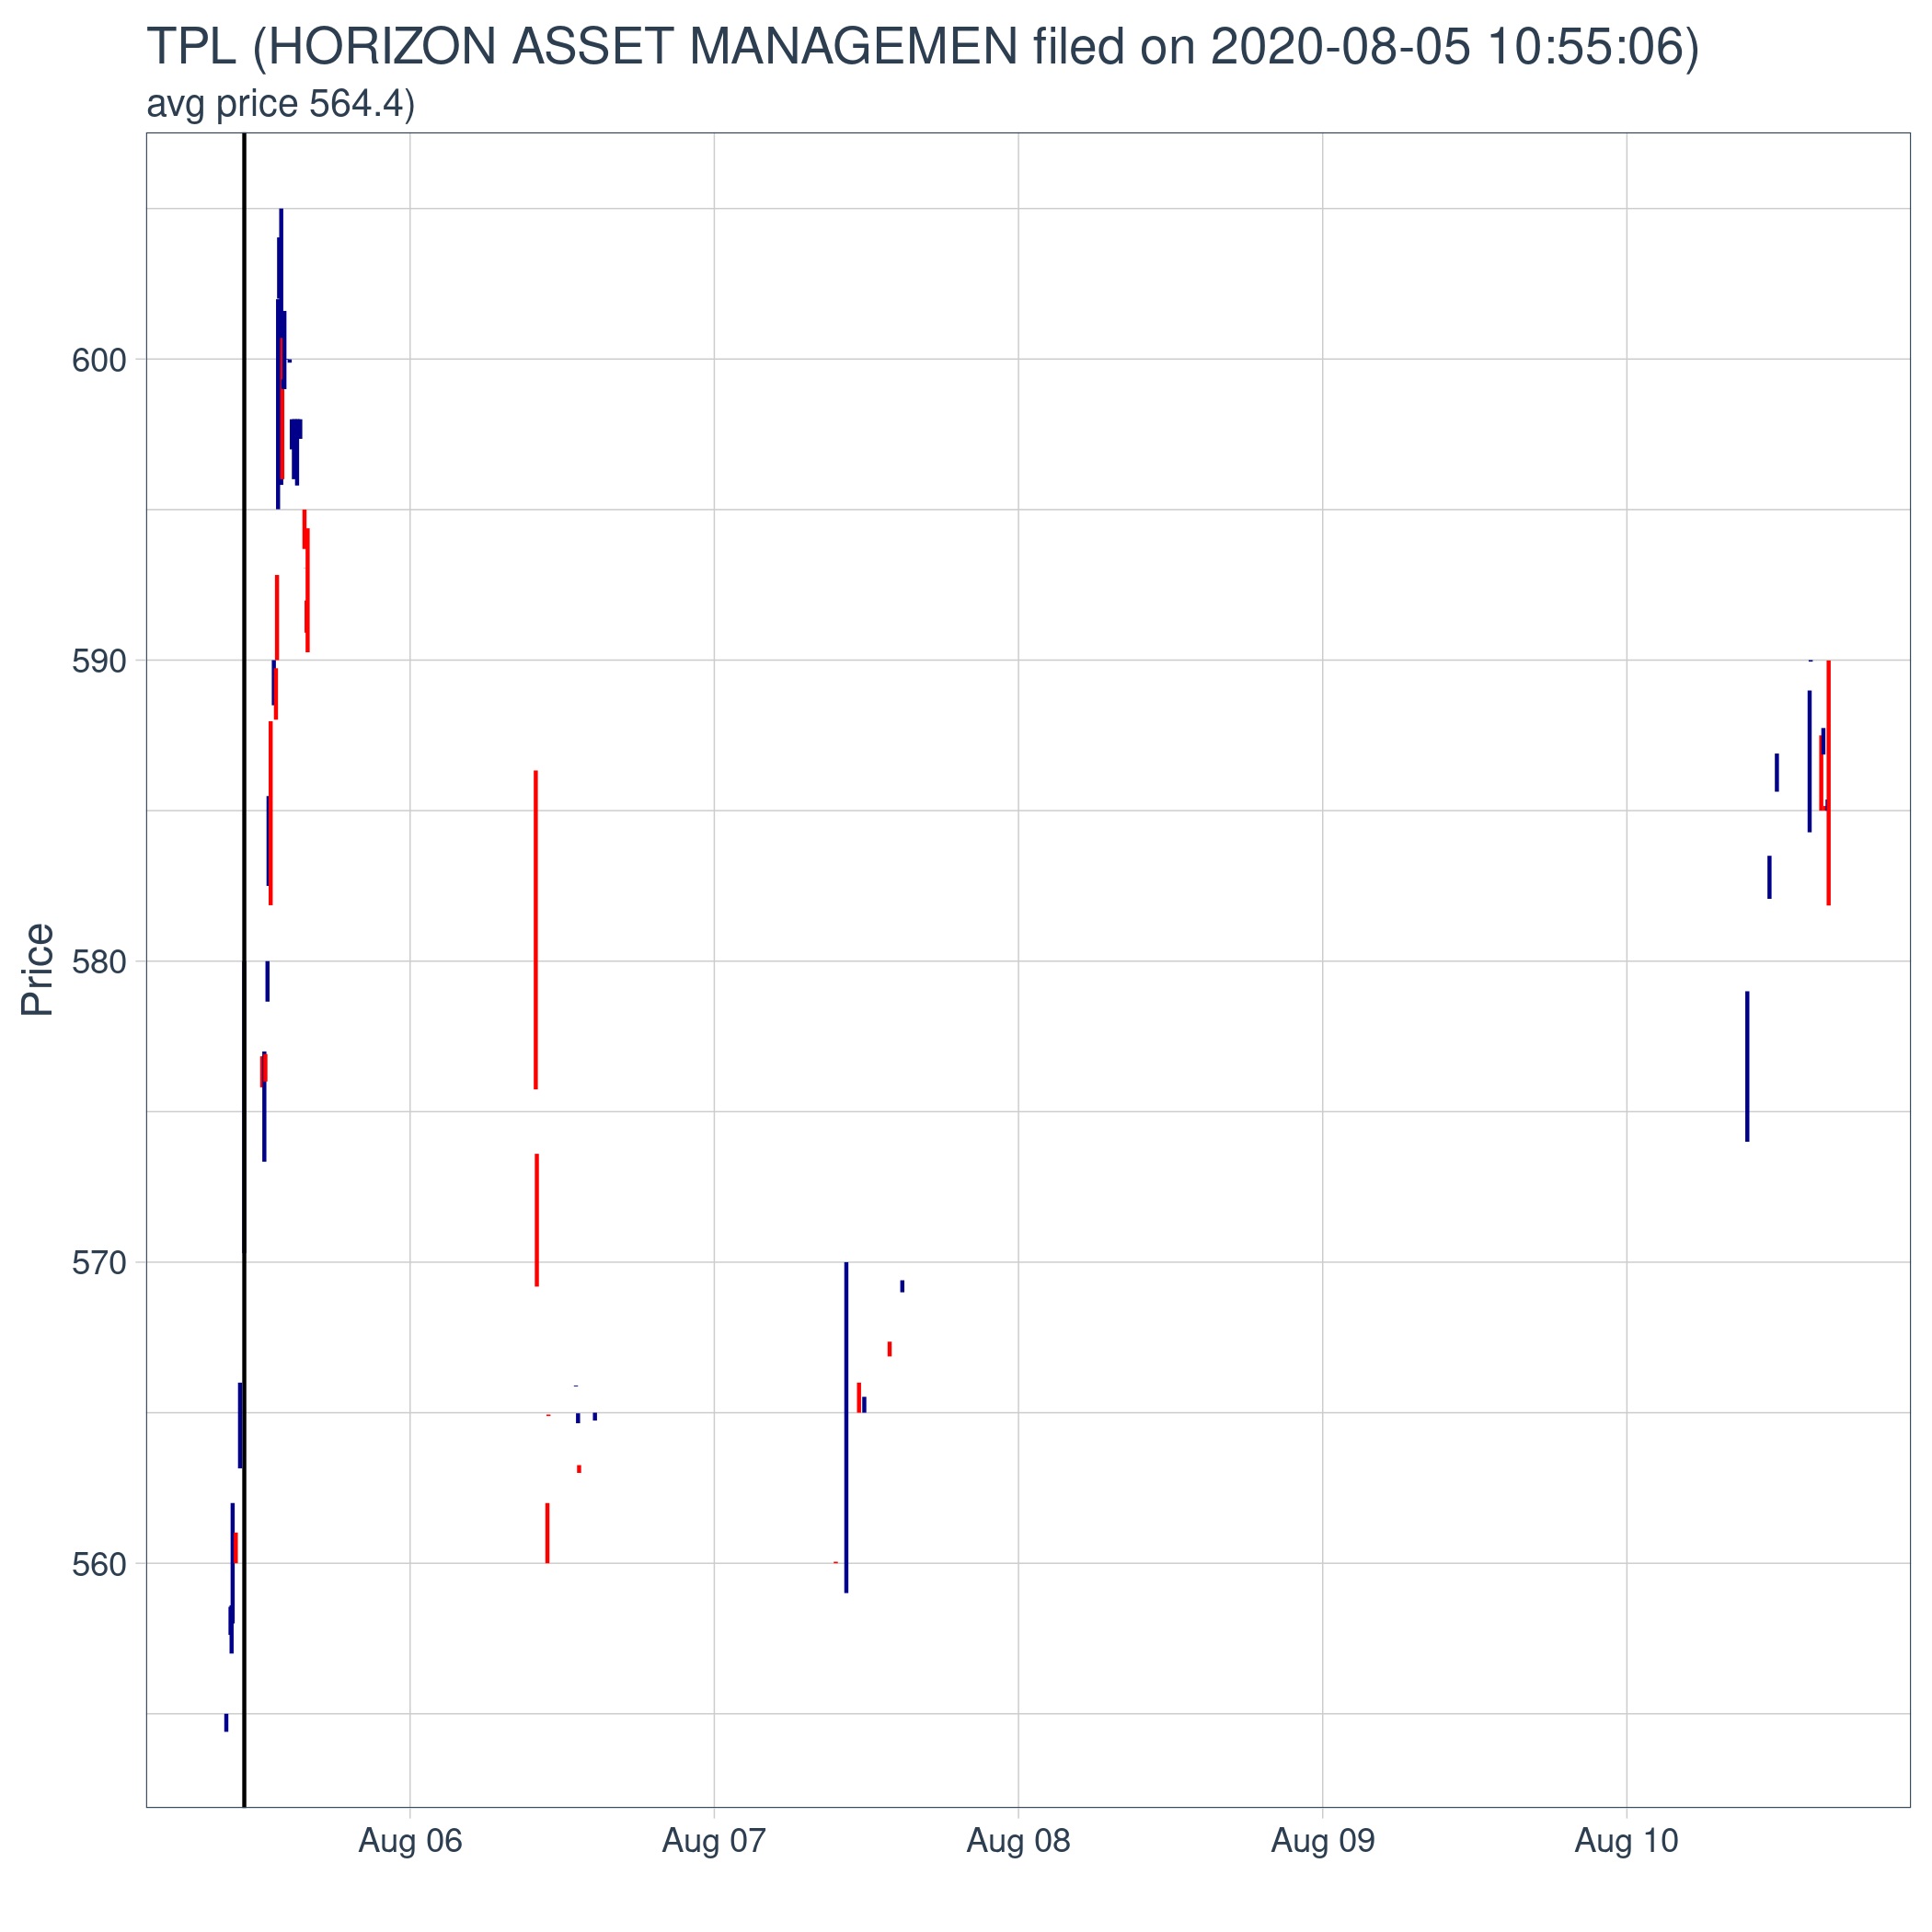 TPL (HORIZON ASSET MANAGEMEN filed on 2020-08-05 10:55:06)
avg price 564.4)
600
590
580
570
560
Price
Aug 06 Aug 07 Aug 08 Aug 09 Aug 10